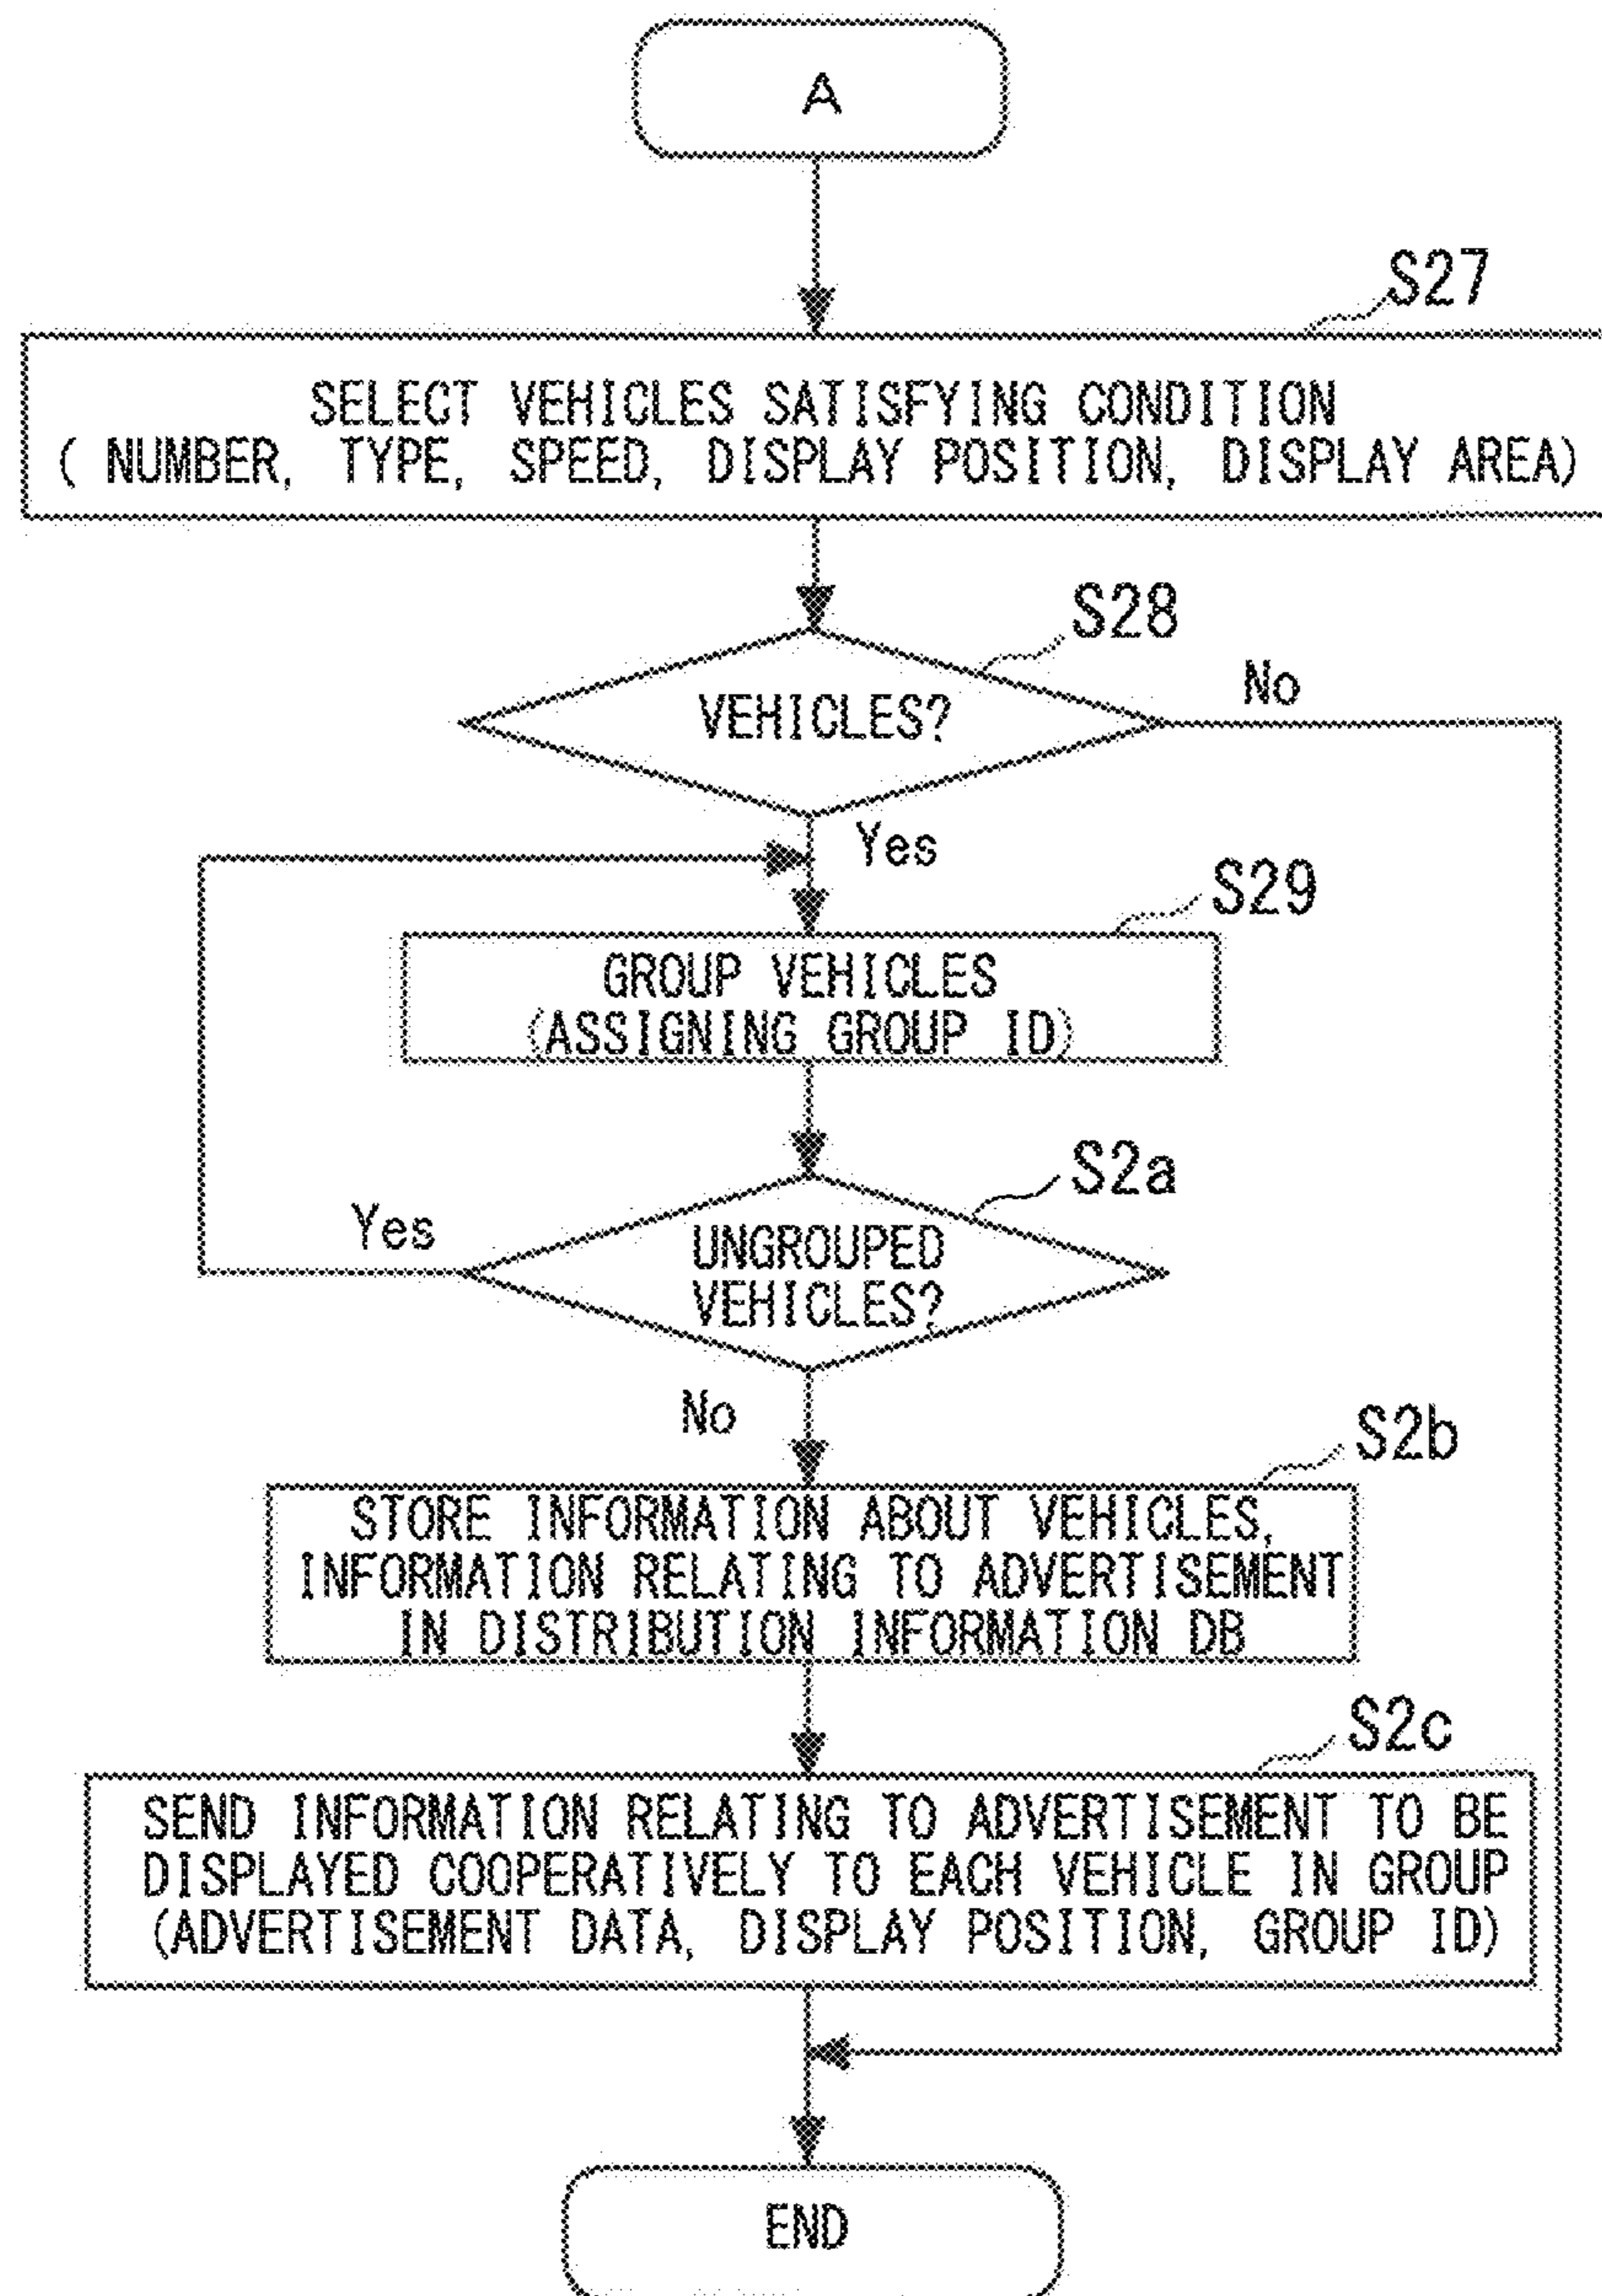 A
S27
SELECT VEHICLES SATISFYING CONDITION
( NUMBER, TYPE, SPEED, DISPLAY POSITION, DISPLAY AREA)
S28
VEHICLES?
No
Yes
S29
GROUP VEHICLES
(ASSIGNING GROUP ID)
S2a
UNGROUPED
VEHICLES?
Yes
No
S2b
STORE INFORMATION ABOUT VEHICLES,
INFORMATION RELATING TO ADVERTISEMENT
IN DISTRIBUTION INFORMATION DB
S2c
SEND INFORMATION RELATING TO ADVERTISEMENT TO BE
DISPLAYED COOPERATIVELY TO EACH VEHICLE IN GROUP
(ADVERTISEMENT DATA, DISPLAY POSITION, GROUP ID)
END